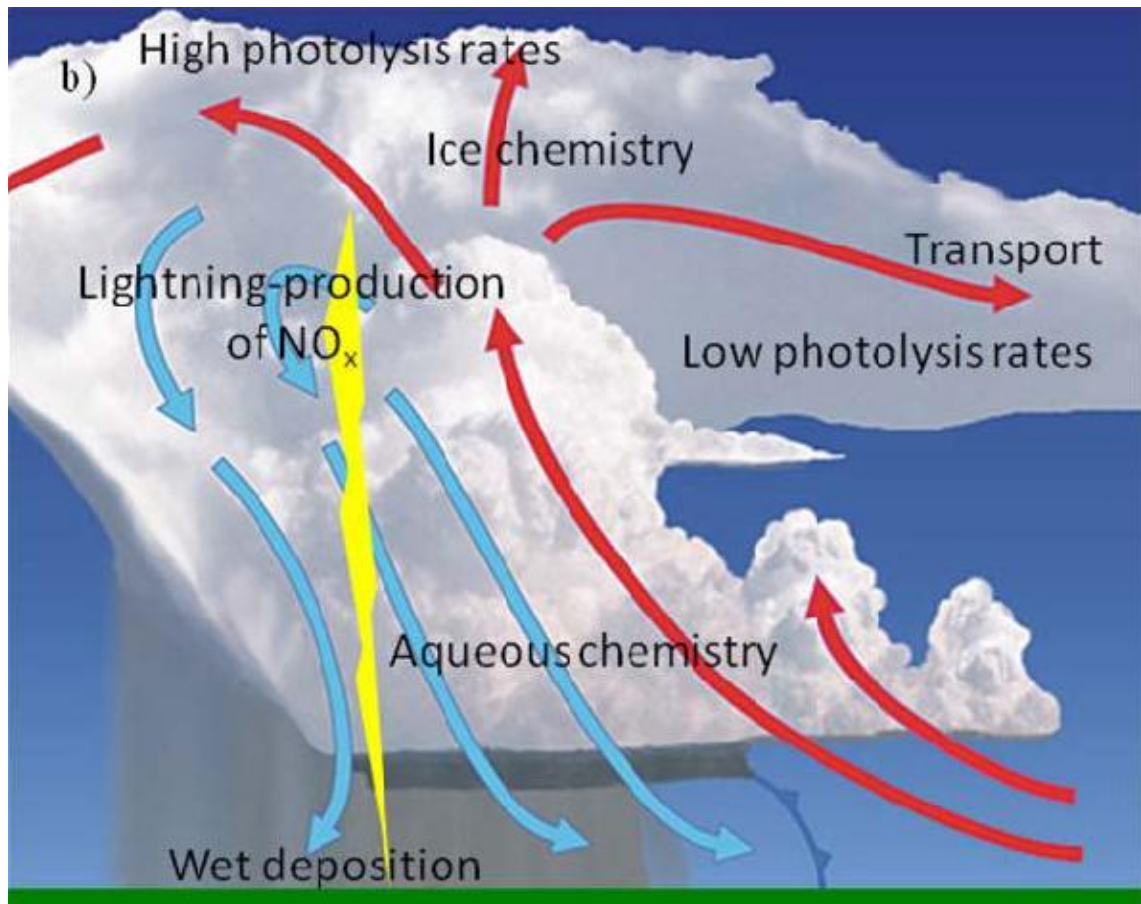 High photolysis rates
b)
Ice chemistry
Transport
Lightning-production
of NOₓ
Low photolysis rates
Aqueous chemistry
Wet deposition